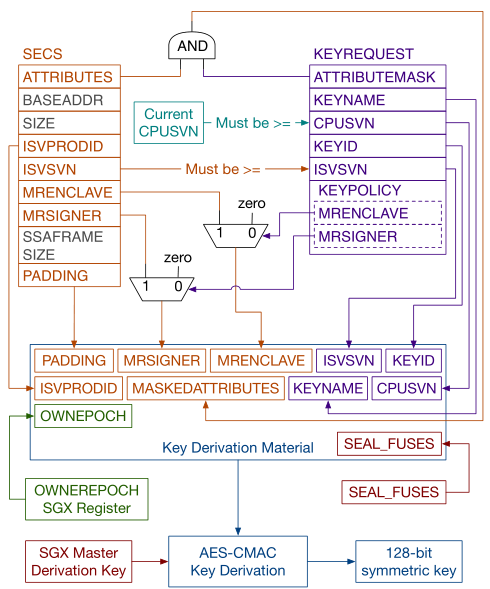 AND
SECS
KEYREQUEST
ATTRIBUTES
ATTRIBUTEMASK
BASEADDR
KEYNAME
SIZE
Current
CPUSVN
Must be >=
CPUSVN
ISVPRODID
KEYID
ISVSVN
Must be >=
ISVSVN
MRENCLAVE
KEYPOLICY
MRSIGNER
zero
MRENCLAVE
SSAFRAME
SIZE
1 0
MRSIGNER
PADDING
zero
1 0
PADDING
MRSIGNER
MRENCLAVE
ISVSVN
KEYID
ISVPRODID
MASKEDATTRIBUTES
KEYNAME
CPUSVN
OWNEPOCH
Key Derivation Material
SEAL_FUSES
OWNEREPOCH
SGX Register
SEAL_FUSES
SGX Master
Derivation Key
AES-CMAC
Key Derivation
128-bit
symmetric key